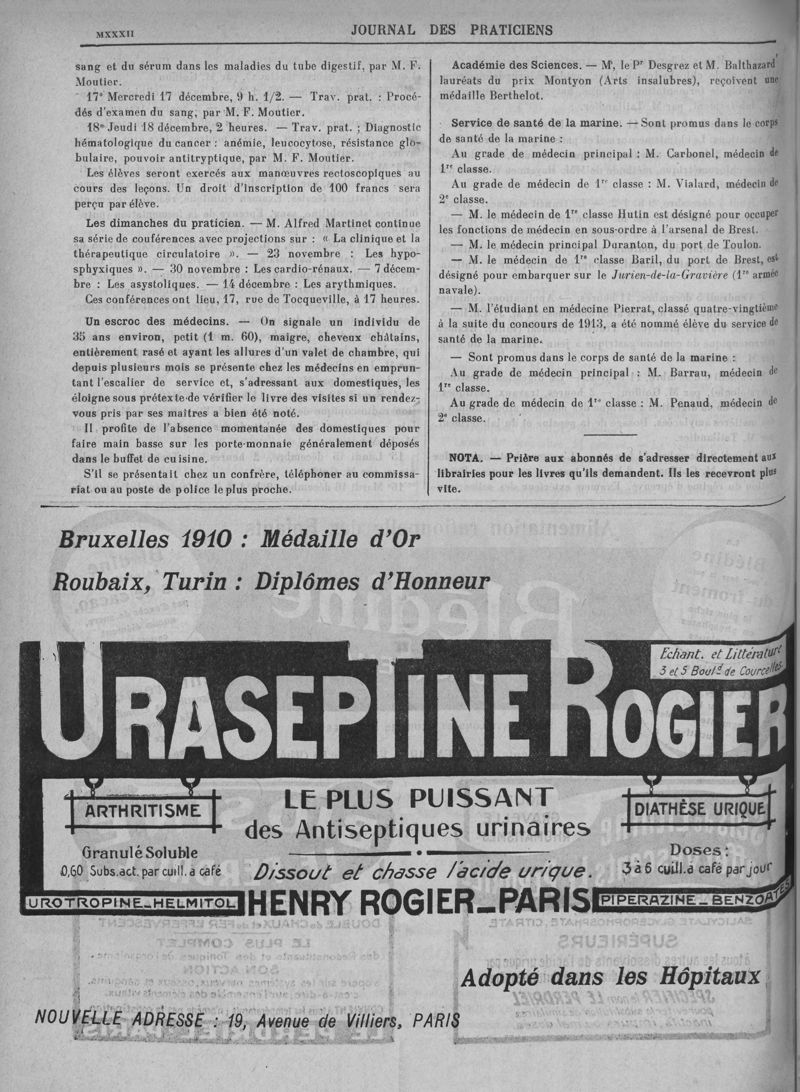 MXXXII
JOURNAL DES PRATICIENS
sang et du sérum dans les maladies du tube digestif, par M. F.
Moutier.
17° Mercredi 17 décembre, 9 h. 1/2. — Trav. prat. : Procé-
dés d'examen du sang, par M. F. Moutier.
18° Jeudi 18 décembre, 2 heures. — Trav. prat. ; Diagnostic
hématologique du cancer : anémie, leucocytose, résistance glo-
bulaire, pouvoir antitryptique, par M. F. Moutier.
Les élèves seront exercés aux manœuvres rectoscopiques au
cours des leçons. Un droit d'inscription de 100 francs sera
perçu par élève.
Les dimanches du praticien. — M. Alfred Martinet continue
sa série de conférences avec projections sur : « La clinique et la
thérapeutique circulatoire ». — 23 novembre : Les hypo-
sphyxiques ». — 30 novembre : Les cardio-rénaux. — 7 décem-
bre : Les asystoliques. — 14 décembre : Les arythmiques.
Ces conférences ont lieu, 17, rue de Tocqueville, à 17 heures.
Un escroc des médecins. — On signale un individu de
35 ans environ, petit (1 m. 60), maigre, cheveux châtains,
entièrement rasé et ayant les allures d'un valet de chambre, qui
depuis plusieurs mois se présente chez les médecins en emprun-
tant l'escalier de service et, s'adressant aux domestiques, les
éloigne sous prétexte de vérifier le livre des visites si un rendez-
vous pris par ses maîtres a bien été noté.
Il profite de l'absence momentanée des domestiques pour
faire main basse sur les porte-monnaie généralement déposés
dans le buffet de cuisine.
S'il se présentait chez un confrère, téléphoner au commissa-
riat ou au poste de police le plus proche.
Académie des Sciences. — M', le Pr Desgrez et M. Balthazard
lauréats du prix Montyon (Arts insalubres), reçoivent une
médaille Berthelot.
Service de santé de la marine. — Sont promus dans le corps
de santé de la marine :
Au grade de médecin principal : M. Carbonel, médecin de
1re classe.
Au grade de médecin de 1re classe : M. Vialard, médecin de
2e classe.
— M. le médecin de 1re classe Hutin est désigné pour occuper
les fonctions de médecin en sous-ordre à l'arsenal de Brest.
— M. le médecin principal Duranton, du port de Toulon.
— M. le médecin de 1re classe Baril, du port de Brest, est
désigné pour embarquer sur le Jurien-de-la-Gravière (1re armée
navale).
— M. l'étudiant en médecine Pierrat, classé quatre-vingtième
à la suite du concours de 1913, a été nommé élève du service de
santé de la marine.
— Sont promus dans le corps de santé de la marine :
Au grade de médecin principal : M. Barrau, médecin de
1re classe.
Au grade de médecin de 1re classe : M. Penaud, médecin de
2e classe.
NOTA. — Prière aux abonnés de s'adresser directement aux
librairies pour les livres qu'ils demandent. Ils les recevront plus
vite.
Bruxelles 1910 : Médaille d'Or
Roubaix, Turin : Diplômes d'Honneur
Echant. et Littérature
3 et 5 Boulᵈ de Courcelles.
URASEPTINE ROGIER
ARTHRITISME
LE PLUS PUISSANT
des Antiseptiques urinaires
DIATHÈSE URIQUE
Granulé Soluble
0,60 Subs. act. par cuill. à café
Dissout et chasse l'acide urique.
Doses :
3 à 6 cuill. à café par jour
UROTROPINE_HELMITOL
HENRY ROGIER_PARIS
PIPERAZINE_BENZOATES
Adopté dans les Hôpitaux
NOUVELLE ADRESSE : 19, Avenue de Villiers, PARIS